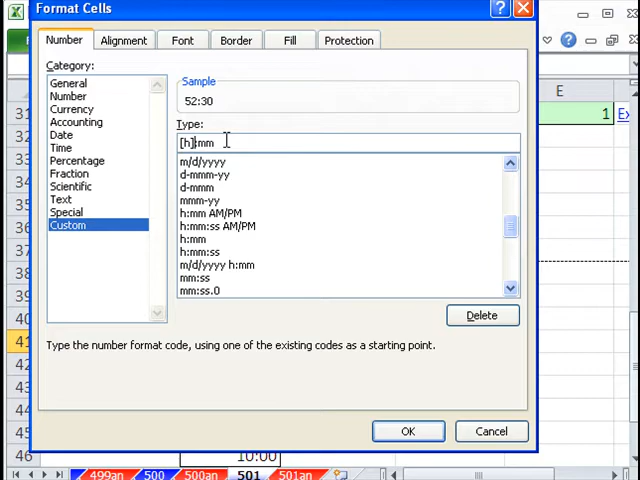 Format Cells
Number Alignment Font Border Fill Protection
Category:
General
Number
Currency
Accounting
Date
Time
Percentage
Fraction
Scientific
Text
Special
Custom
Sample
52:30
Type:
[h]:mm
m/d/yyyy
d-mmm-yy
d-mmm
mmm-yy
h:mm AM/PM
h:mm:ss AM/PM
h:mm
h:mm:ss
m/d/yyyy h:mm
mm:ss
mm:ss.0
Delete
Type the number format code, using one of the existing codes as a starting point.
OK Cancel
E
31 1 Ex
32
33
34
35
36
37
38
39
40
41
42
43
44
45
46 10:00
499an 500 500an 501 501an